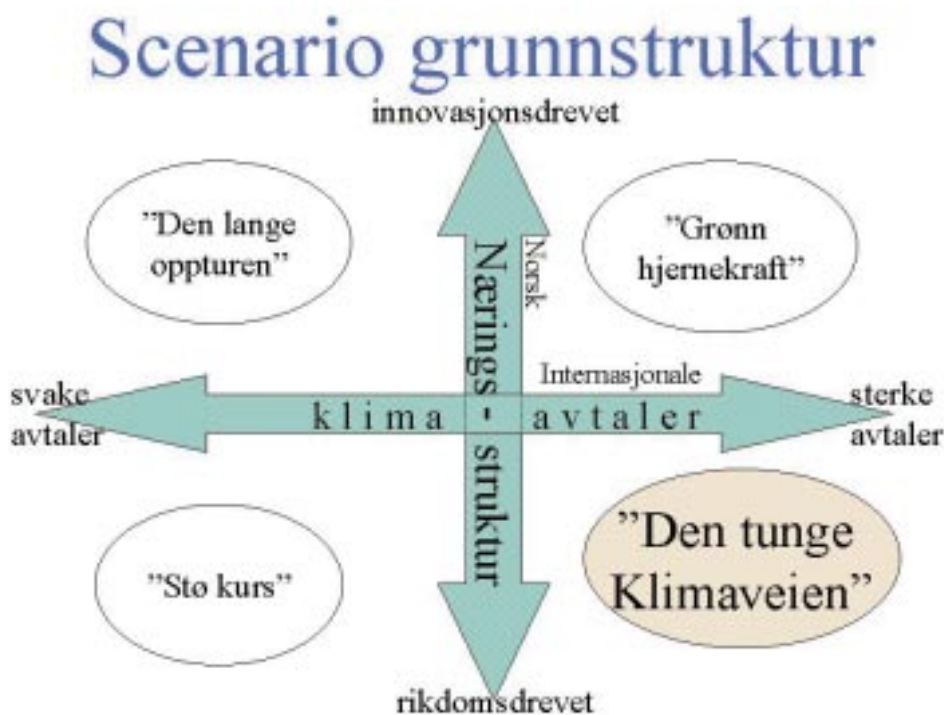 Scenario grunnstruktur
innovasjonsdrevet
”Den lange
oppturen”
”Grønn
hjernekraft”
Norsk
Nærings-struktur
Internasjonale
svake
avtaler
klima - avtaler
sterke
avtaler
”Stø kurs”
”Den tunge
Klimaveien”
rikdomsdrevet